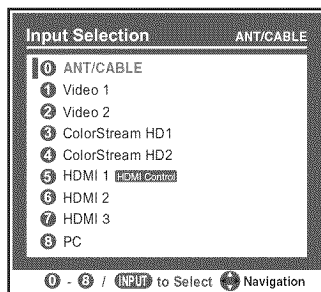 Input Selection ANT/CABLE
0 ANT/CABLE
1 Video 1
2 Video 2
3 ColorStream HD1
4 ColorStream HD2
5 HDMI 1 HDMI Control
6 HDMI 2
7 HDMI 3
8 PC
0 - 8 / INPUT to Select Navigation